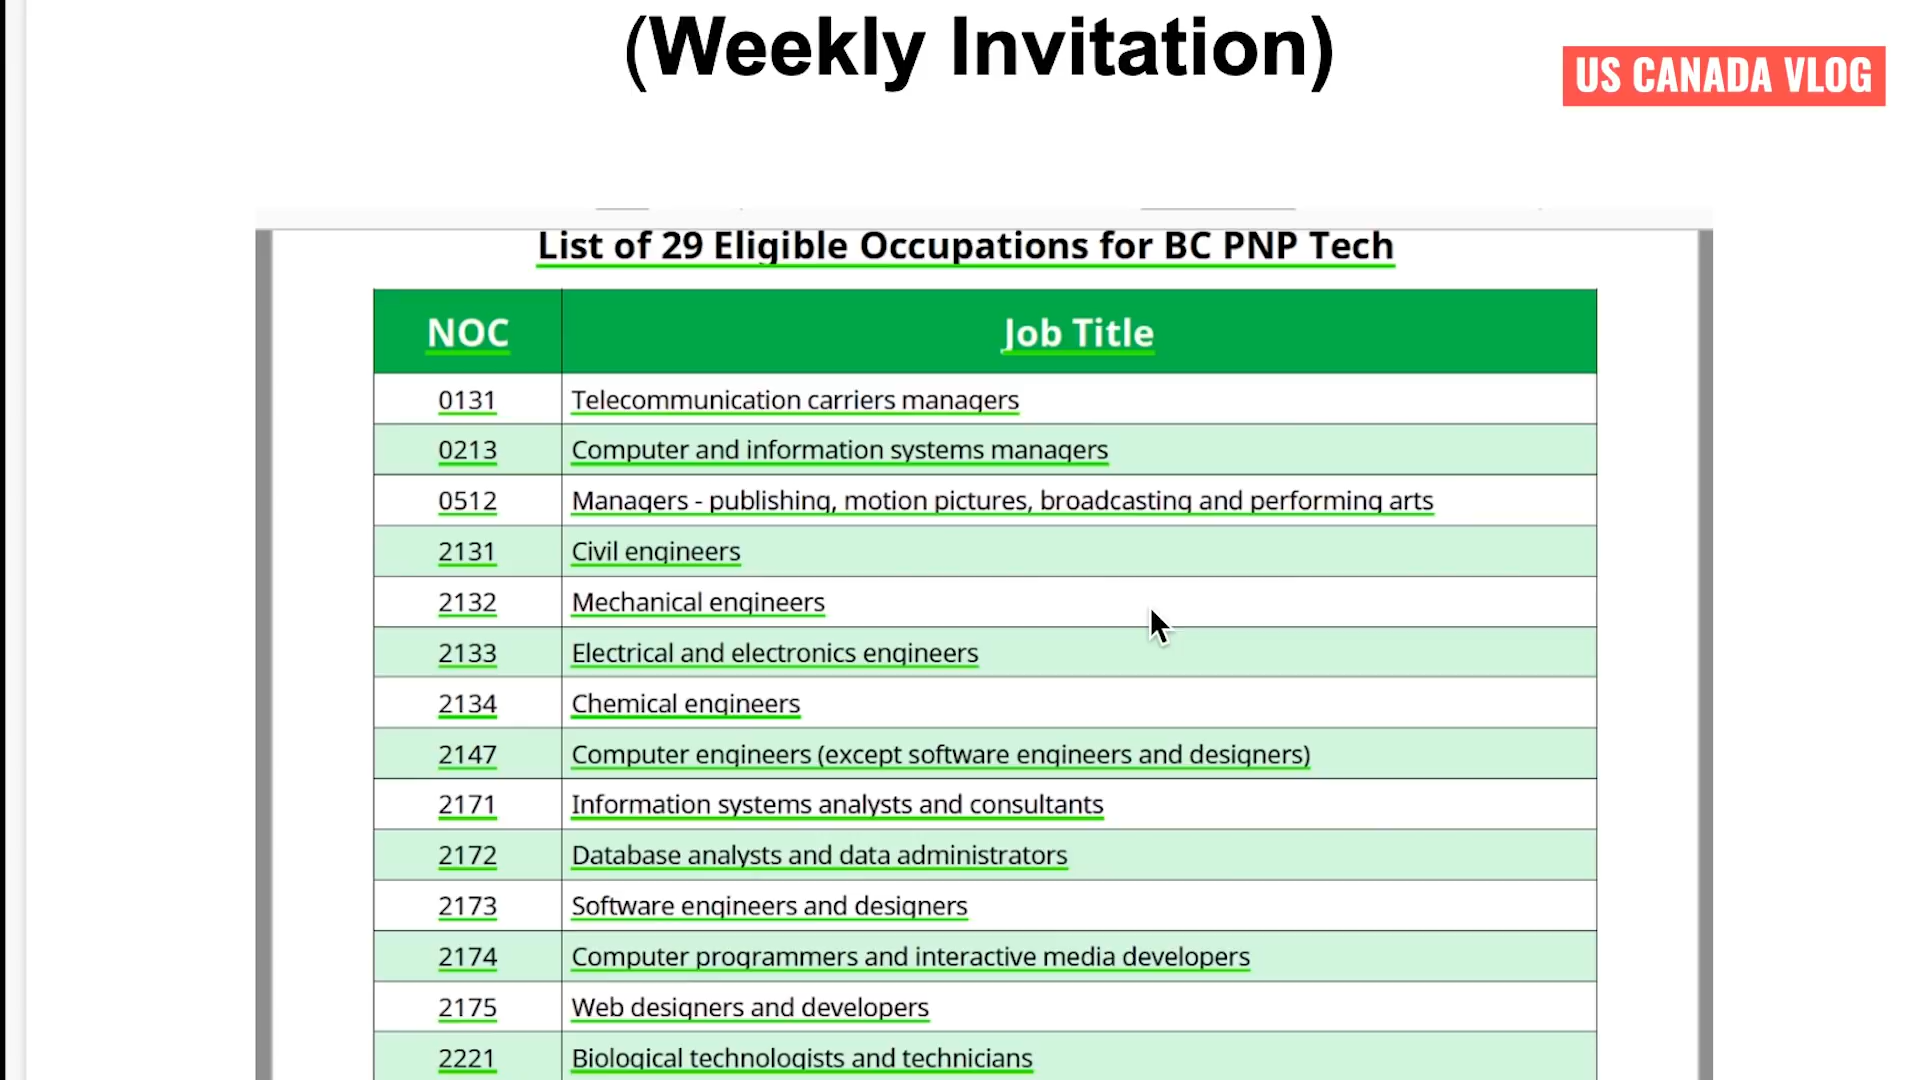 (Weekly Invitation)
US CANADA VLOG
List of 29 Eligible Occupations for BC PNP Tech
NOC Job Title
0131 Telecommunication carriers managers
0213 Computer and information systems managers
0512 Managers - publishing, motion pictures, broadcasting and performing arts
2131 Civil engineers
2132 Mechanical engineers
2133 Electrical and electronics engineers
2134 Chemical engineers
2147 Computer engineers (except software engineers and designers)
2171 Information systems analysts and consultants
2172 Database analysts and data administrators
2173 Software engineers and designers
2174 Computer programmers and interactive media developers
2175 Web designers and developers
2221 Biological technologists and technicians